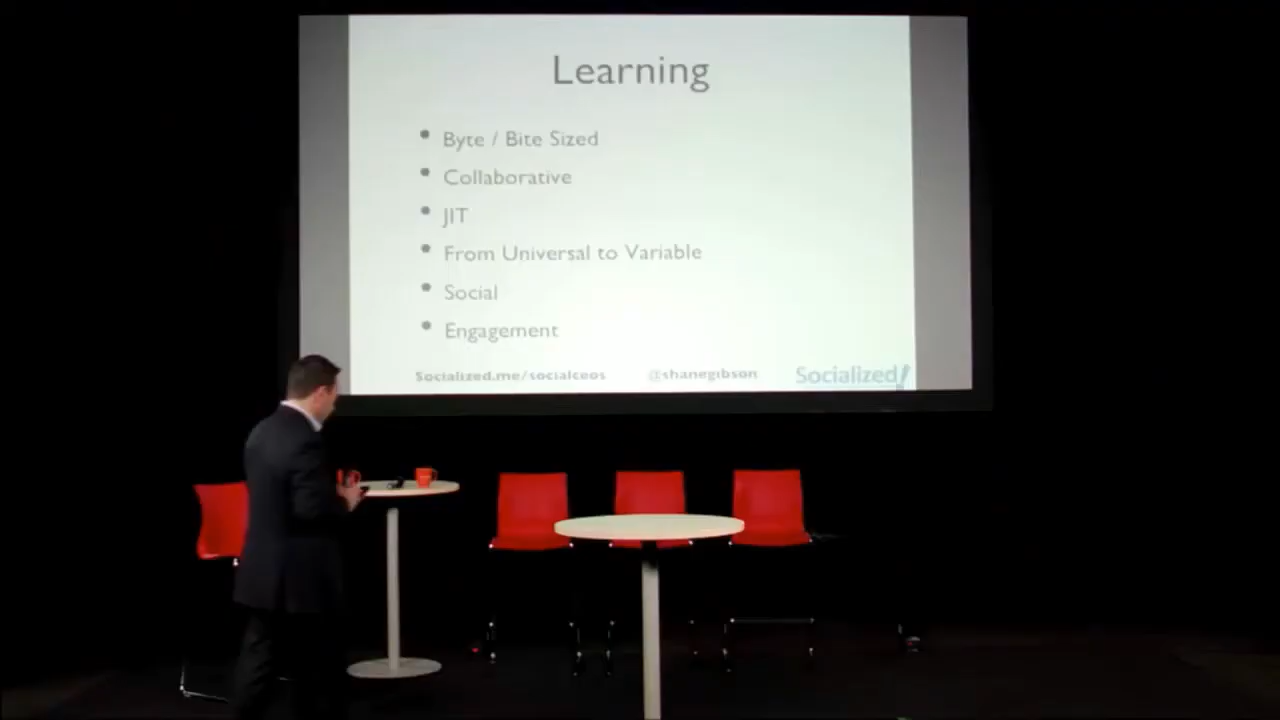 Learning
Byte / Bite Sized
Collaborative
JIT
From Universal to Variable
Social
Engagement
Socialized.me/socialceos @shanegibson Socialized!